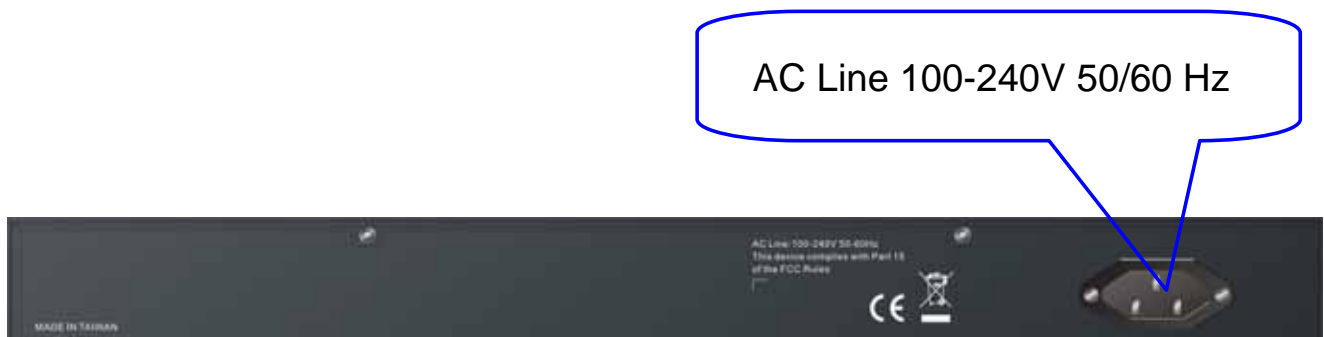 AC Line 100-240V 50/60 Hz
AC Line: 100-240V 50-60Hz
This device complies with Part 15
of the FCC Rules
CE
MADE IN TAIWAN